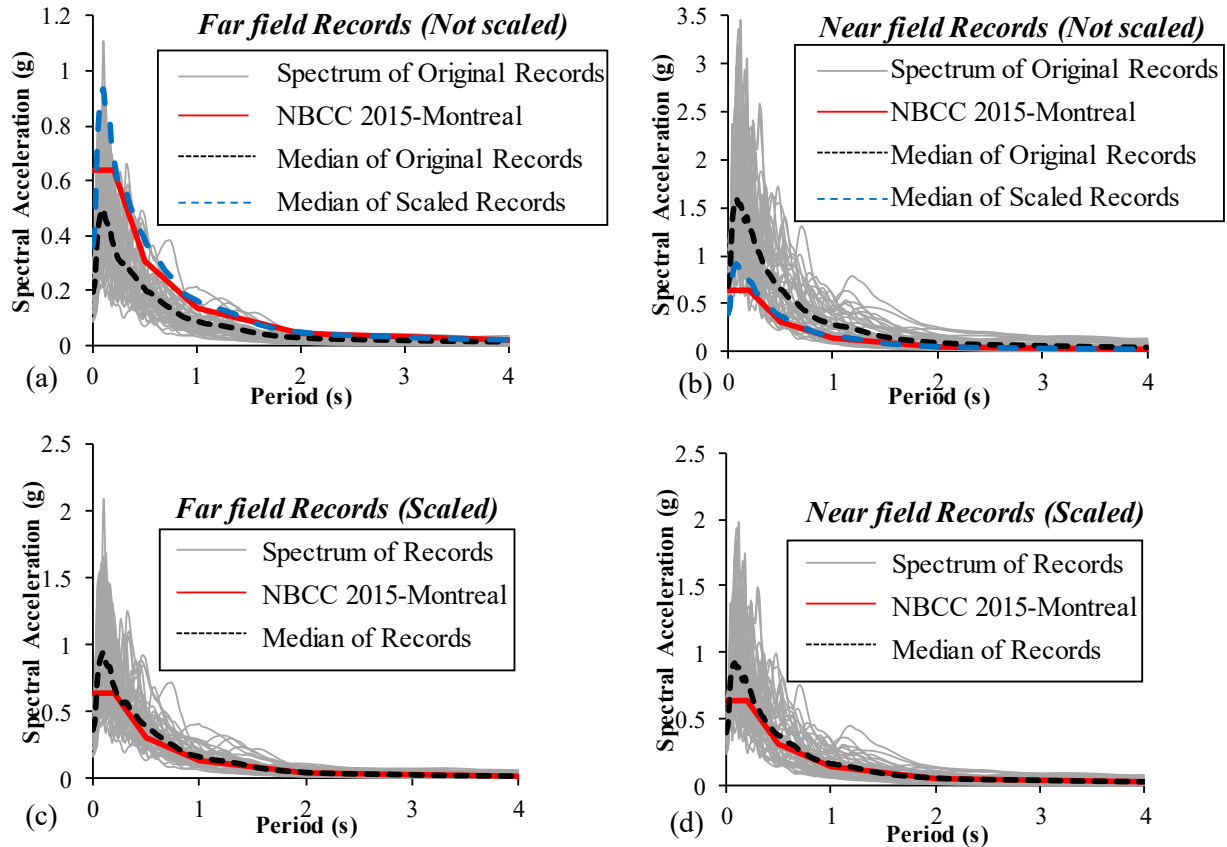 Far field Records (Not scaled)
Spectrum of Original Records
NBCC 2015-Montreal
Median of Original Records
Median of Scaled Records
Spectral Acceleration (g)
1.2
1
0.8
0.6
0.4
0.2
0
0 1 2 3 4
Period (s)
(a)
Near field Records (Not scaled)
Spectrum of Original Records
NBCC 2015-Montreal
Median of Original Records
Median of Scaled Records
Spectral Acceleration (g)
3.5
3
2.5
2
1.5
1
0.5
0
0 1 2 3 4
Period (s)
(b)
Far field Records (Scaled)
Spectrum of Records
NBCC 2015-Montreal
Median of Records
Spectral Acceleration (g)
2.5
2
1.5
1
0.5
0
0 1 2 3 4
Period (s)
(c)
Near field Records (Scaled)
Spectrum of Records
NBCC 2015-Montreal
Median of Records
Spectral Acceleration (g)
2.5
2
1.5
1
0.5
0
0 1 2 3 4
Period (s)
(d)